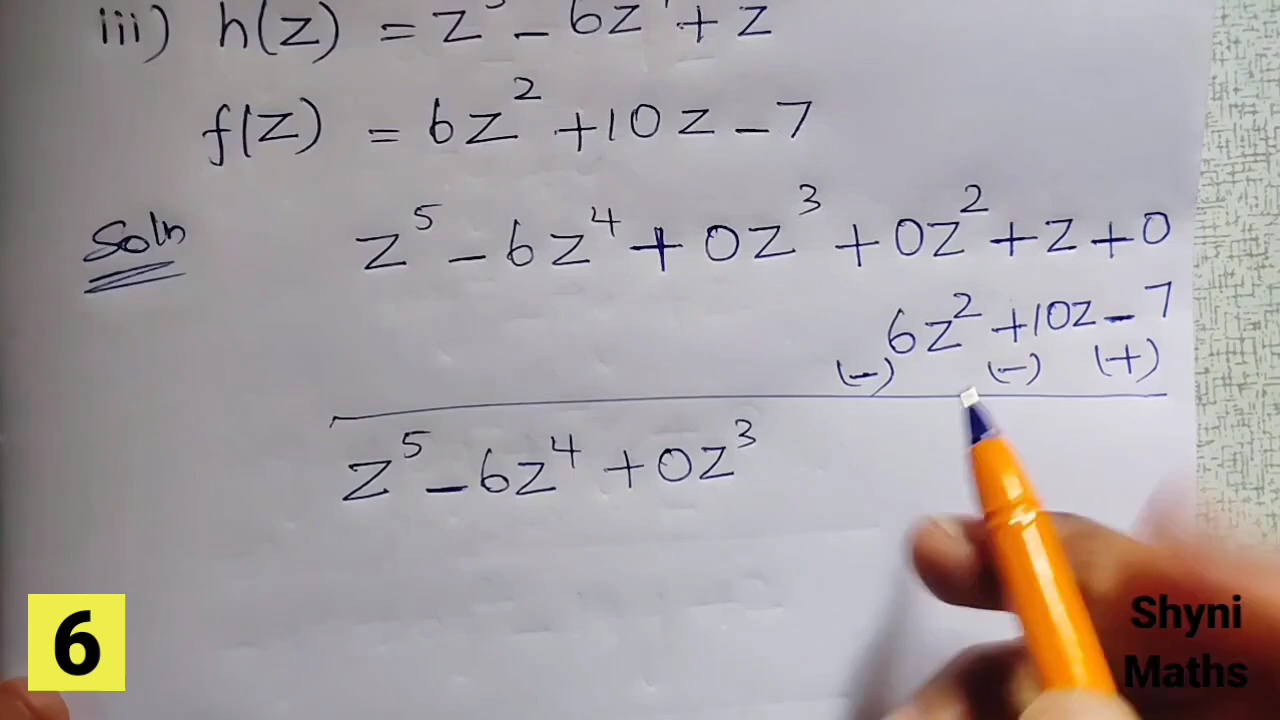 iii) h(z) = z⁵ - 6z⁴ + z
f(z) = 6z² + 10z - 7
Soln
z⁵ - 6z⁴ + 0z³ + 0z² + z + 0
6z² + 10z - 7
(-) (-) (+)
z⁵ - 6z⁴ + 0z³
6
Shyni
Maths